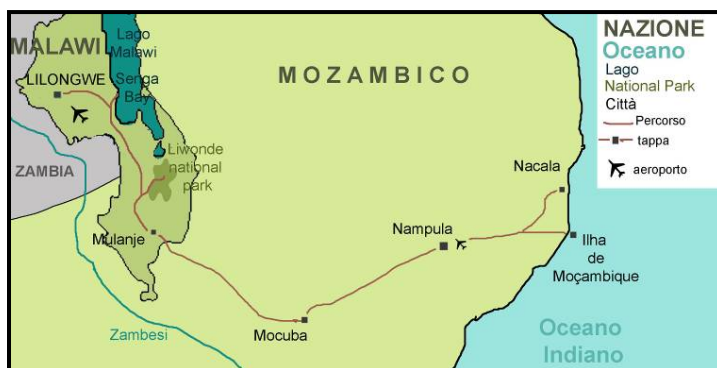 MALAWI
Lago
Malawi
LILONGWE
Senga
Bay
MOZAMBICO
Liwonde
national
park
ZAMBIA
Mulanje
Zambesi
Mocuba
Nampula
Nacala
Ilha
de
Moçambique
Oceano
Indiano
NAZIONE
Oceano
Lago
National Park
Città
Percorso
tappa
aeroporto